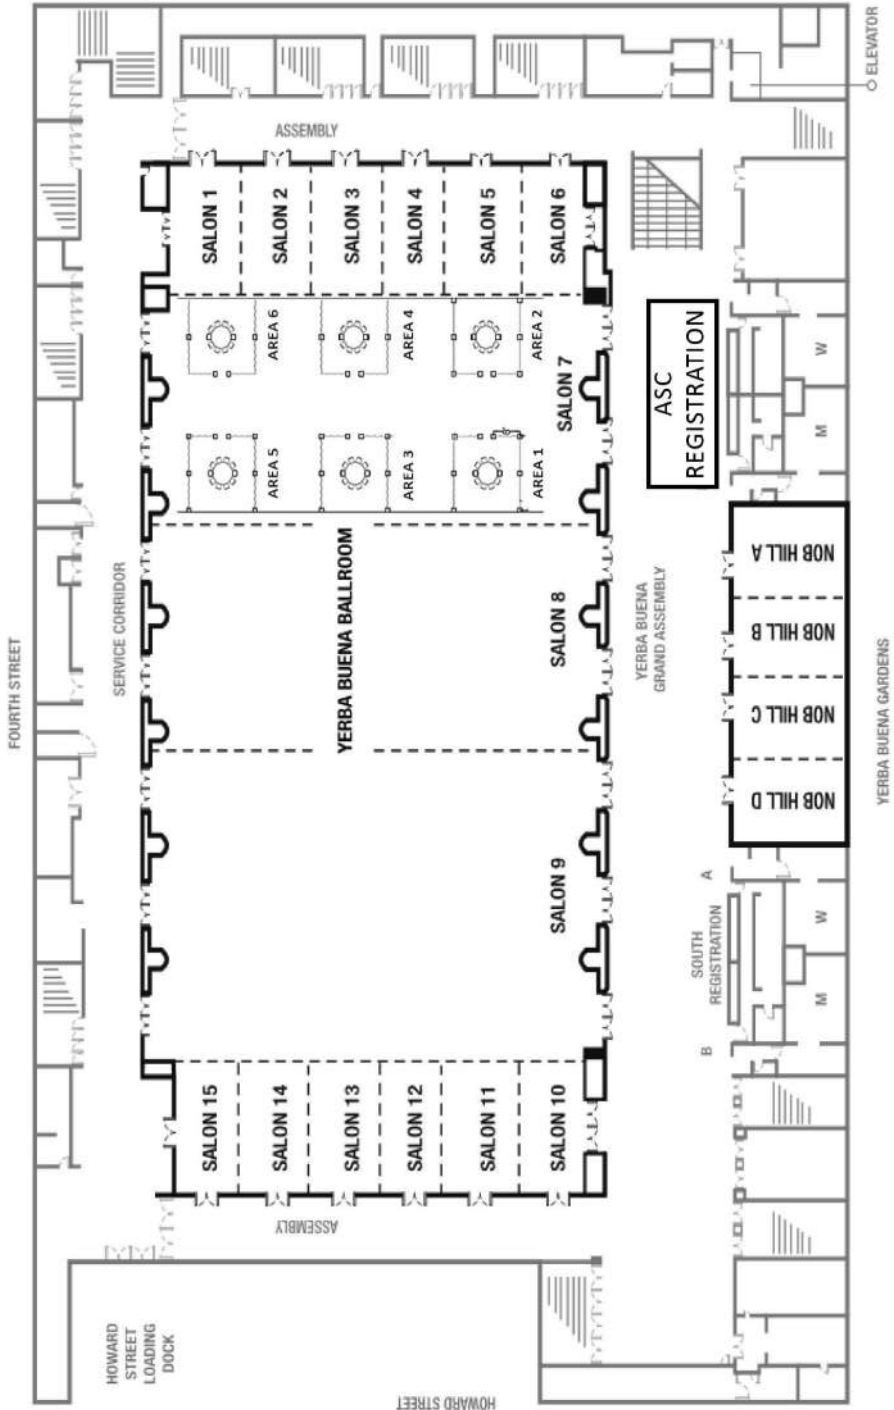 ELEVATOR
ASSEMBLY
SALON 1
SALON 2
SALON 3
SALON 4
SALON 5
SALON 6
AREA 6
AREA 4
AREA 2
SALON 7
ASC
REGISTRATION
W
M
AREA 5
AREA 3
AREA 1
NOB HILL A
NOB HILL B
NOB HILL C
NOB HILL D
FOURTH STREET
SERVICE CORRIDOR
YERBA BUENA BALLROOM
SALON 8
YERBA BUENA
GRAND ASSEMBLY
YERBA BUENA GARDENS
SALON 9
A
SOUTH
REGISTRATION
B
W
M
SALON 15
SALON 14
SALON 13
SALON 12
SALON 11
SALON 10
ASSEMBLY
HOWARD
STREET
LOADING
DOCK
HOWARD STREET